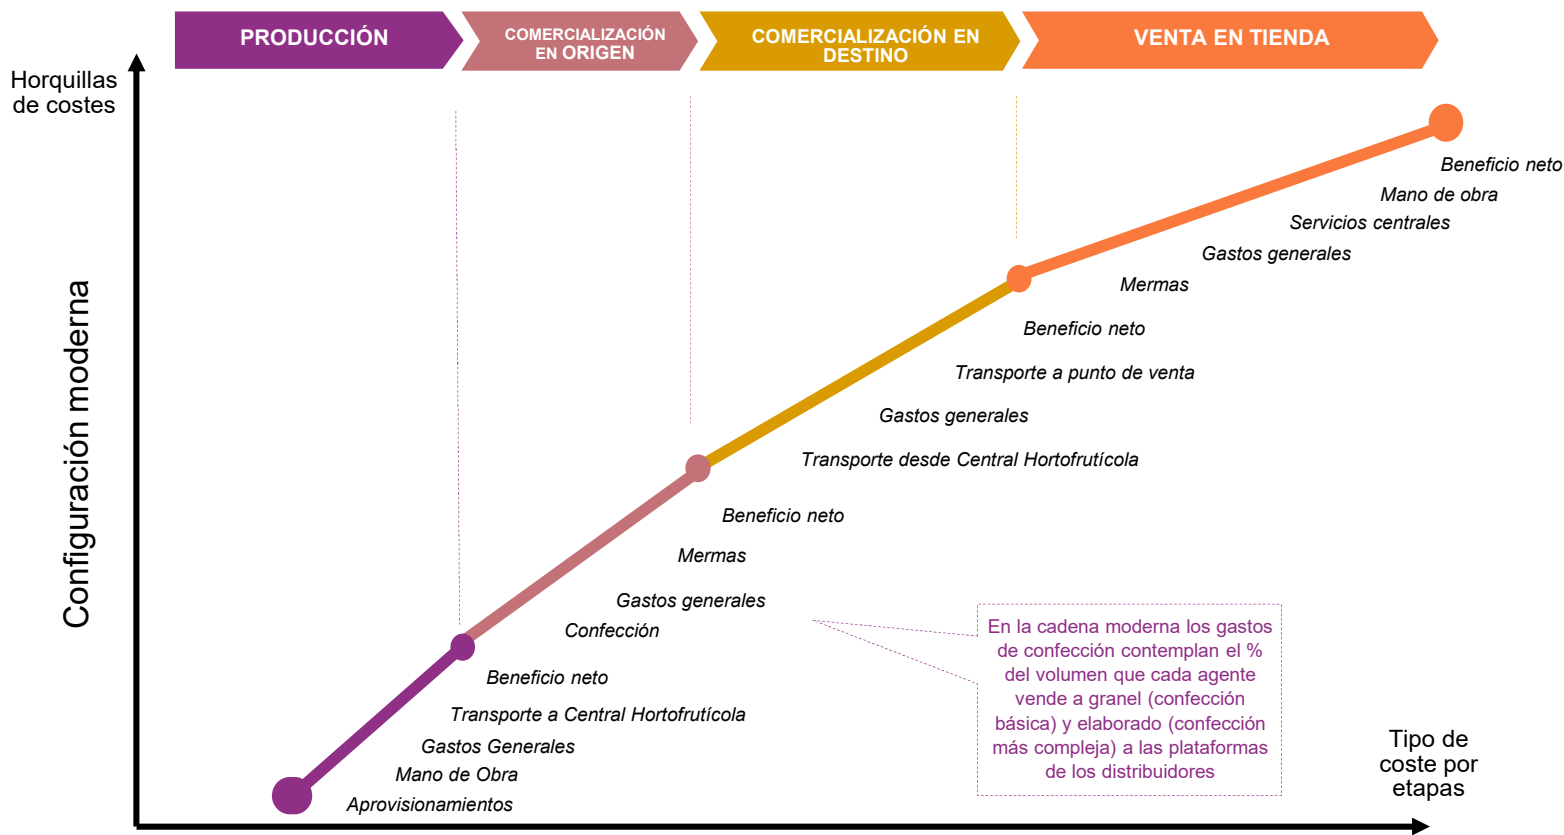 PRODUCCIÓN
COMERCIALIZACIÓN
EN ORIGEN
COMERCIALIZACIÓN EN
DESTINO
VENTA EN TIENDA
Horquillas
de costes
Configuración moderna
Beneficio neto
Mano de obra
Servicios centrales
Gastos generales
Mermas
Beneficio neto
Transporte a punto de venta
Gastos generales
Transporte desde Central Hortofrutícola
Beneficio neto
Mermas
Gastos generales
Confección
Beneficio neto
Transporte a Central Hortofrutícola
Gastos Generales
Mano de Obra
Aprovisionamientos
En la cadena moderna los gastos
de confección contemplan el %
del volumen que cada agente
vende a granel (confección
básica) y elaborado (confección
más compleja) a las plataformas
de los distribuidores
Tipo de
coste por
etapas